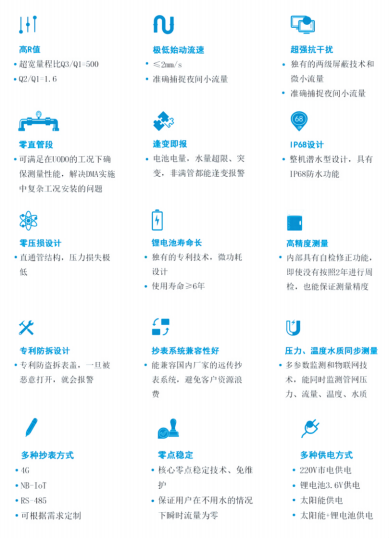 高R值
• 超宽量程比Q3/Q1=500
• Q2/Q1=1.6
极低始动流速
• ≤2mm/s
• 准确捕捉夜间小流量
超强抗干扰
• 独有的两级屏蔽技术和
微小流量
• 准确捕捉夜间小流量
零直管段
• 可满足在U0D0的工况下确
保测量性能，解决DMA实施
中复杂工况安装的问题
逢变即报
• 电池电量，水量超限、突
变，非满管都能逢变报警
68
IP68设计
• 整机潜水型设计，具有
IP68防水功能
零压损设计
• 直通管结构，压力损失极
低
锂电池寿命长
• 独有的专利技术，微功耗
设计
• 使用寿命≥6年
高精度测量
• 内部具有自检修正功能，
即使没有按照2年进行周
检，也能保证测量精度
专利防拆设计
• 专利防盗拆表盖，一旦被
恶意打开，就会报警
抄表系统兼容性好
• 能兼容国内厂家的远传抄
表系统，避免客户资源浪
费
压力、温度水质同步测量
• 多参数监测和物联网技
术，能同时监测管网压
力、流量、温度、水质
多种抄表方式
• 4G
• NB-IoT
• RS-485
• 可根据需求定制
零点稳定
• 核心零点稳定技术、免维
护
• 保证用户在不用水的情况
下瞬时流量为零
多种供电方式
• 220V市电供电
• 锂电池3.6V供电
• 太阳能供电
• 太阳能+锂电池供电